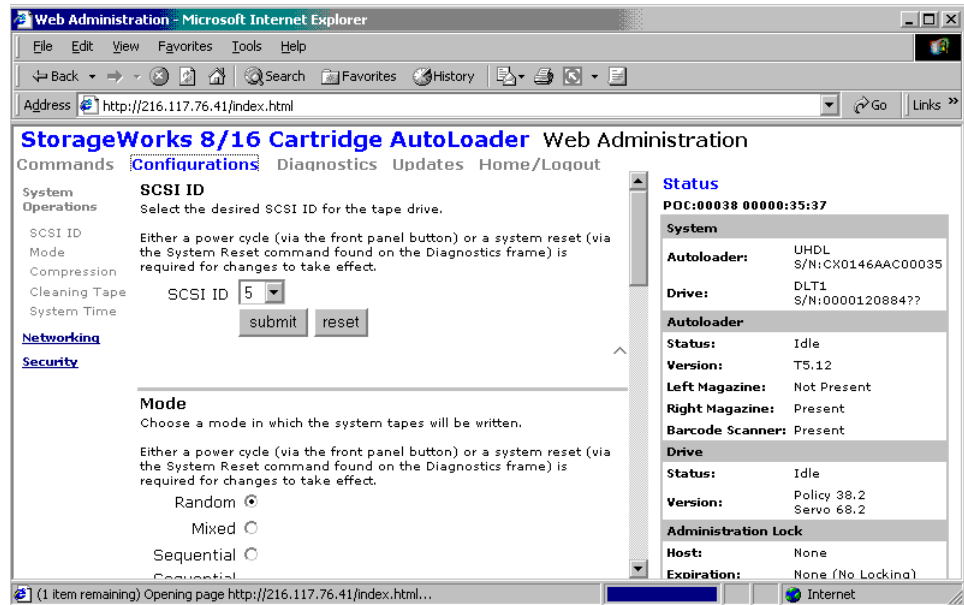 Web Administration - Microsoft Internet Explorer
File Edit View Favorites Tools Help
Back Search Favorites History
Address http://216.117.76.41/index.html Go Links »
StorageWorks 8/16 Cartridge AutoLoader Web Administration
Commands Configurations Diagnostics Updates Home/Logout
System
Operations
SCSI ID
Mode
Compression
Cleaning Tape
System Time
Networking
Security
SCSI ID
Select the desired SCSI ID for the tape drive.
Either a power cycle (via the front panel button) or a system reset (via
the System Reset command found on the Diagnostics frame) is
required for changes to take effect.
SCSI ID 5
submit reset
Mode
Choose a mode in which the system tapes will be written.
Either a power cycle (via the front panel button) or a system reset (via
the System Reset command found on the Diagnostics frame) is
required for changes to take effect.
Random
Mixed
Sequential
Sequential
Status
POC:00038 00000:35:37
System
Autoloader: UHDL
S/N:CX0146AAC00035
Drive: DLT1
S/N:0000120884??
Autoloader
Status: Idle
Version: T5.12
Left Magazine: Not Present
Right Magazine: Present
Barcode Scanner: Present
Drive
Status: Idle
Version: Policy 38.2
Servo 68.2
Administration Lock
Host: None
Expiration: None (No Locking)
(1 item remaining) Opening page http://216.117.76.41/index.html... Internet